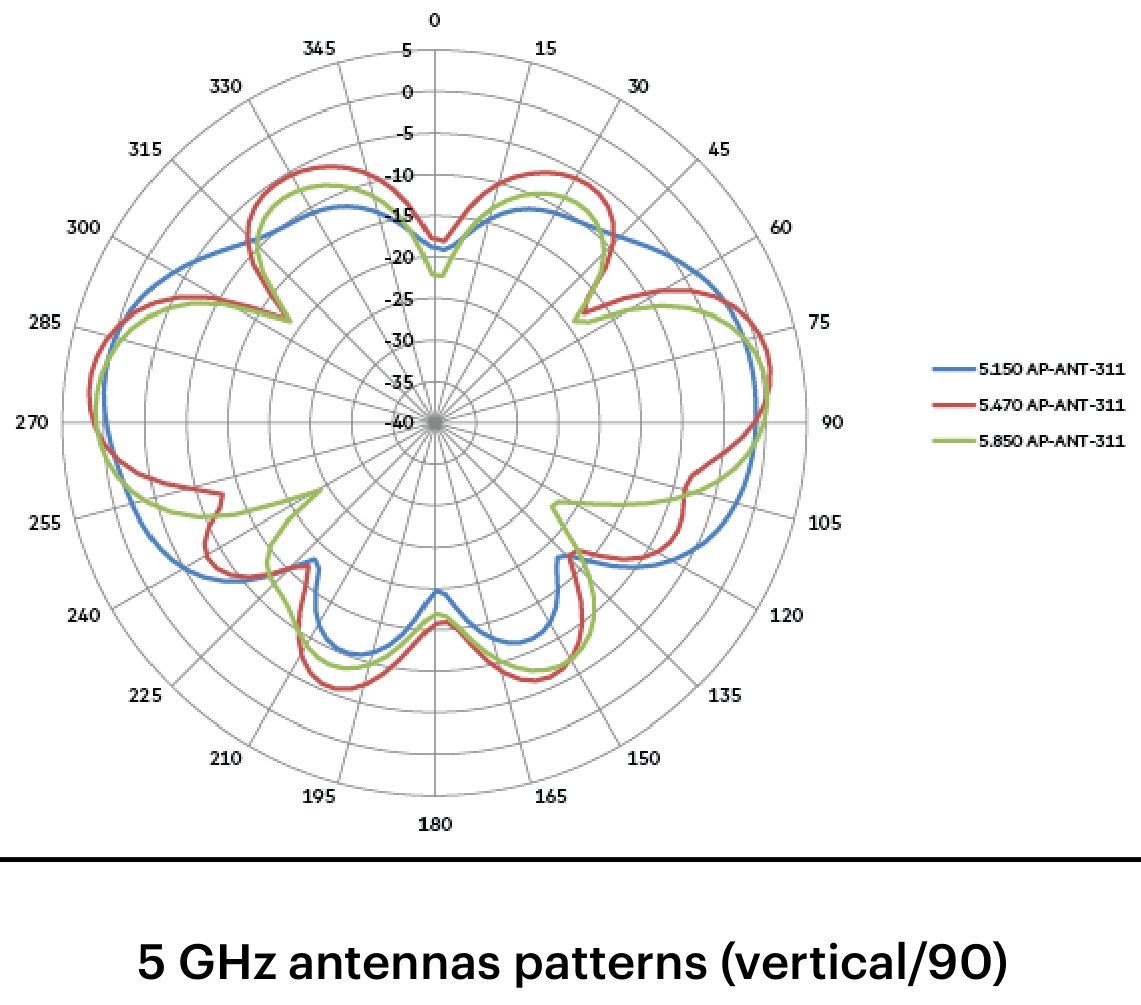 0
345 5 15
330 0 30
-5
315 45
-10
-15
300 60
-20
-25
285 75
-30
5.150 AP-ANT-311
-35
5.470 AP-ANT-311
270 -40 90
5.850 AP-ANT-311
255 105
240 120
225 135
210 150
195 165
180
5 GHz antennas patterns (vertical/90)